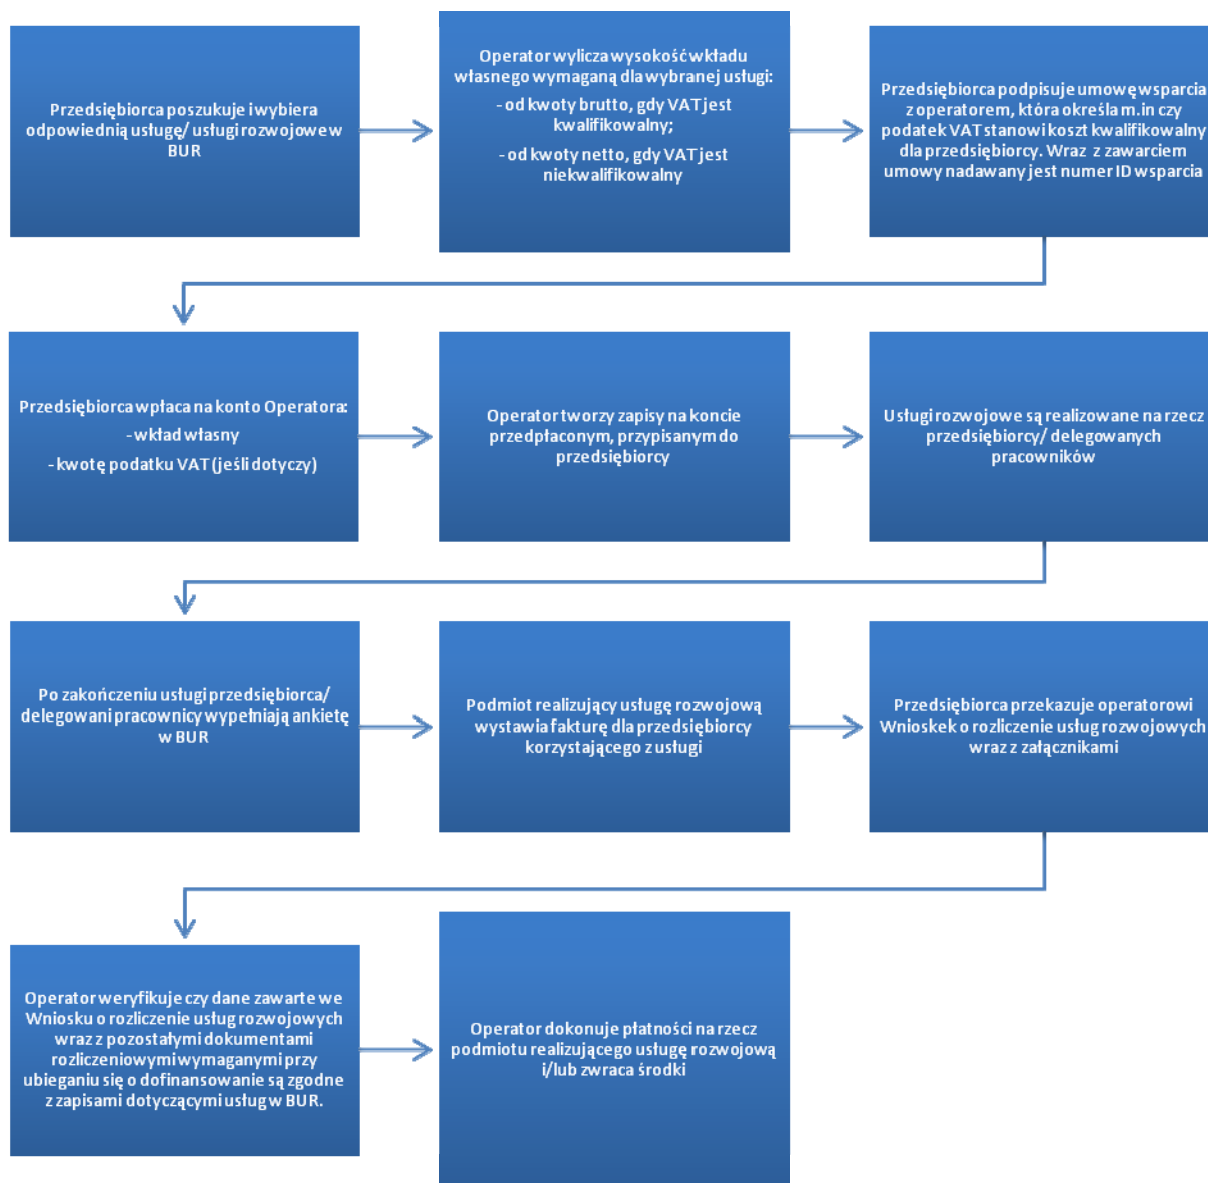 Przedsiębiorca poszukuje i wybiera
odpowiednią usługę/ usługi rozwojowe w
BUR
Operator wylicza wysokość wkładu
własnego wymaganą dla wybranej usługi:
- od kwoty brutto, gdy VAT jest
kwalifikowalny;
- od kwoty netto, gdy VAT jest
niekwalifikowalny
Przedsiębiorca podpisuje umowę wsparcia
z operatorem, która określa m.in czy
podatek VAT stanowi koszt kwalifikowalny
dla przedsiębiorcy. Wraz z zawarciem
umowy nadawany jest numer ID wsparcia
Przedsiębiorca wpłaca na konto Operatora:
- wkład własny
- kwotę podatku VAT (jeśli dotyczy)
Operator tworzy zapisy na koncie
przedpłaconym, przypisanym do
przedsiębiorcy
Usługi rozwojowe są realizowane na rzecz
przedsiębiorcy/ delegowanych
pracowników
Po zakończeniu usługi przedsiębiorca/
delegowani pracownicy wypełniają ankietę
w BUR
Podmiot realizujący usługę rozwojową
wystawia fakturę dla przedsiębiorcy
korzystającego z usługi
Przedsiębiorca przekazuje operatorowi
Wnioskek o rozliczenie usług rozwojowych
wraz z załącznikami
Operator weryfikuje czy dane zawarte we
Wniosku o rozliczenie usług rozwojowych
wraz z pozostałymi dokumentami
rozliczeniowymi wymaganymi przy
ubieganiu się o dofinansowanie są zgodne
z zapisami dotyczącymi usług w BUR.
Operator dokonuje płatności na rzecz
podmiotu realizującego usługę rozwojową
i/lub zwraca środki